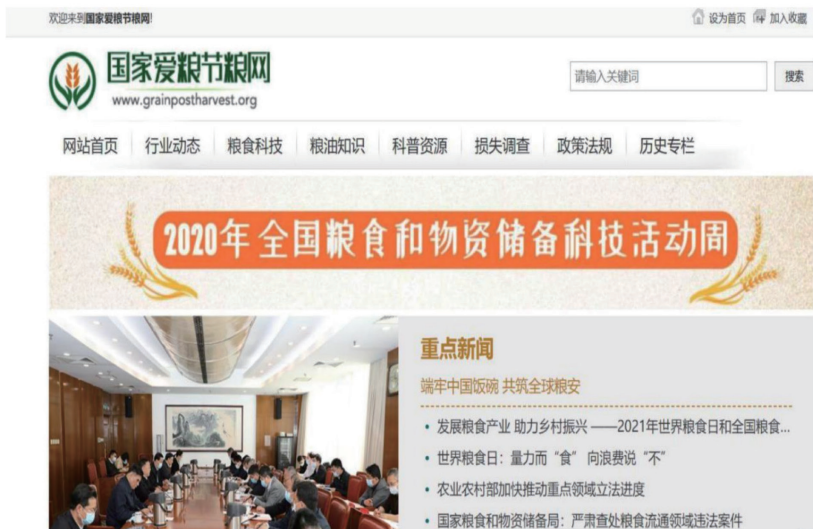 欢迎来到国家爱粮节粮网!
设为首页 加入收藏
国家爱粮节粮网
www.grainpostharvest.org
请输入关键词 搜索
网站首页 行业动态 粮食科技 粮油知识 科普资源 损失调查 政策法规 历史专栏
2020年全国粮食和物资储备科技活动周
重点新闻
端牢中国饭碗 共筑全球粮安
• 发展粮食产业 助力乡村振兴 ——2021年世界粮食日和全国粮食...
• 世界粮食日：量力而“食” 向浪费说“不”
• 农业农村部加快推动重点领域立法进度
• 国家粮食和物资储备局：严肃查处粮食流通领域违法案件